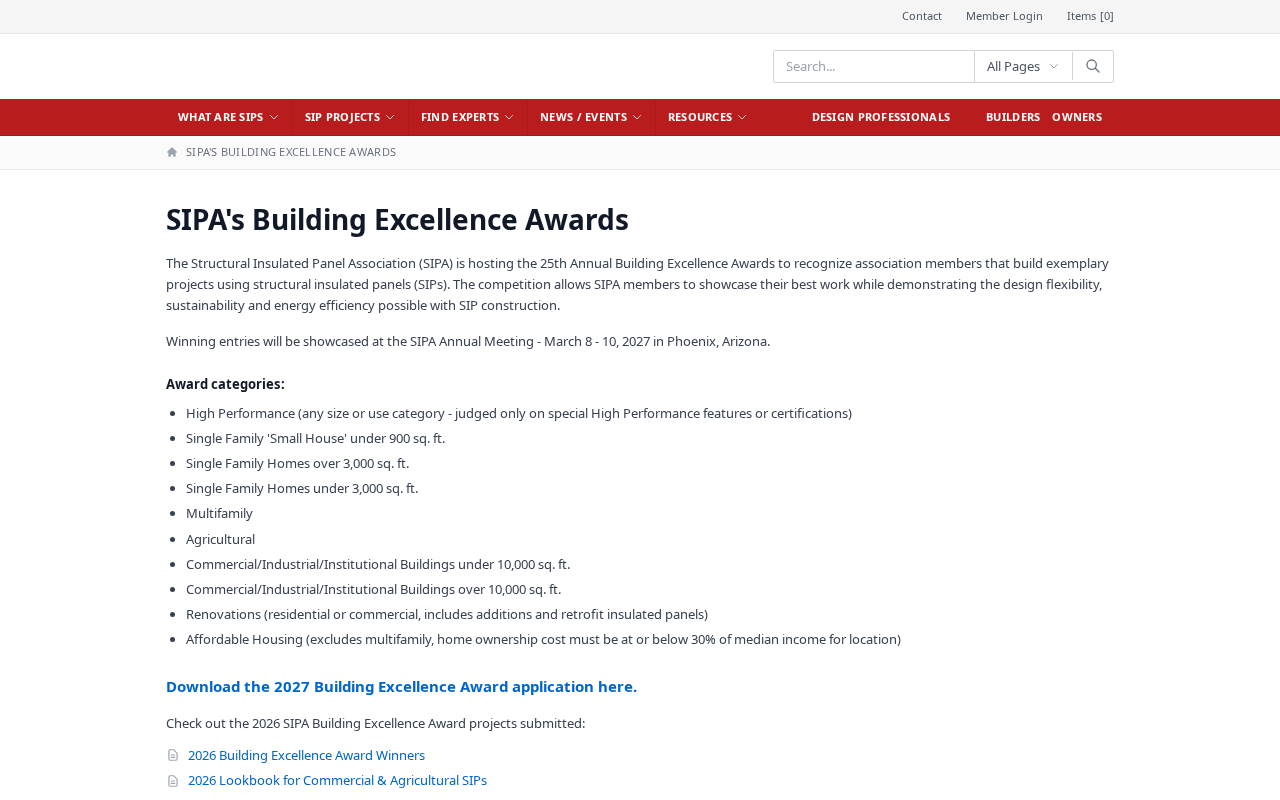 Contact Member Login Items [0]
Search... All Pages
WHAT ARE SIPS SIP PROJECTS FIND EXPERTS NEWS / EVENTS RESOURCES DESIGN PROFESSIONALS BUILDERS OWNERS
SIPA'S BUILDING EXCELLENCE AWARDS
SIPA's Building Excellence Awards
The Structural Insulated Panel Association (SIPA) is hosting the 25th Annual Building Excellence Awards to recognize association members that build exemplary
projects using structural insulated panels (SIPs). The competition allows SIPA members to showcase their best work while demonstrating the design flexibility,
sustainability and energy efficiency possible with SIP construction.
Winning entries will be showcased at the SIPA Annual Meeting - March 8 - 10, 2027 in Phoenix, Arizona.
Award categories:
• High Performance (any size or use category - judged only on special High Performance features or certifications)
• Single Family 'Small House' under 900 sq. ft.
• Single Family Homes over 3,000 sq. ft.
• Single Family Homes under 3,000 sq. ft.
• Multifamily
• Agricultural
• Commercial/Industrial/Institutional Buildings under 10,000 sq. ft.
• Commercial/Industrial/Institutional Buildings over 10,000 sq. ft.
• Renovations (residential or commercial, includes additions and retrofit insulated panels)
• Affordable Housing (excludes multifamily, home ownership cost must be at or below 30% of median income for location)
Download the 2027 Building Excellence Award application here.
Check out the 2026 SIPA Building Excellence Award projects submitted:
2026 Building Excellence Award Winners
2026 Lookbook for Commercial & Agricultural SIPs